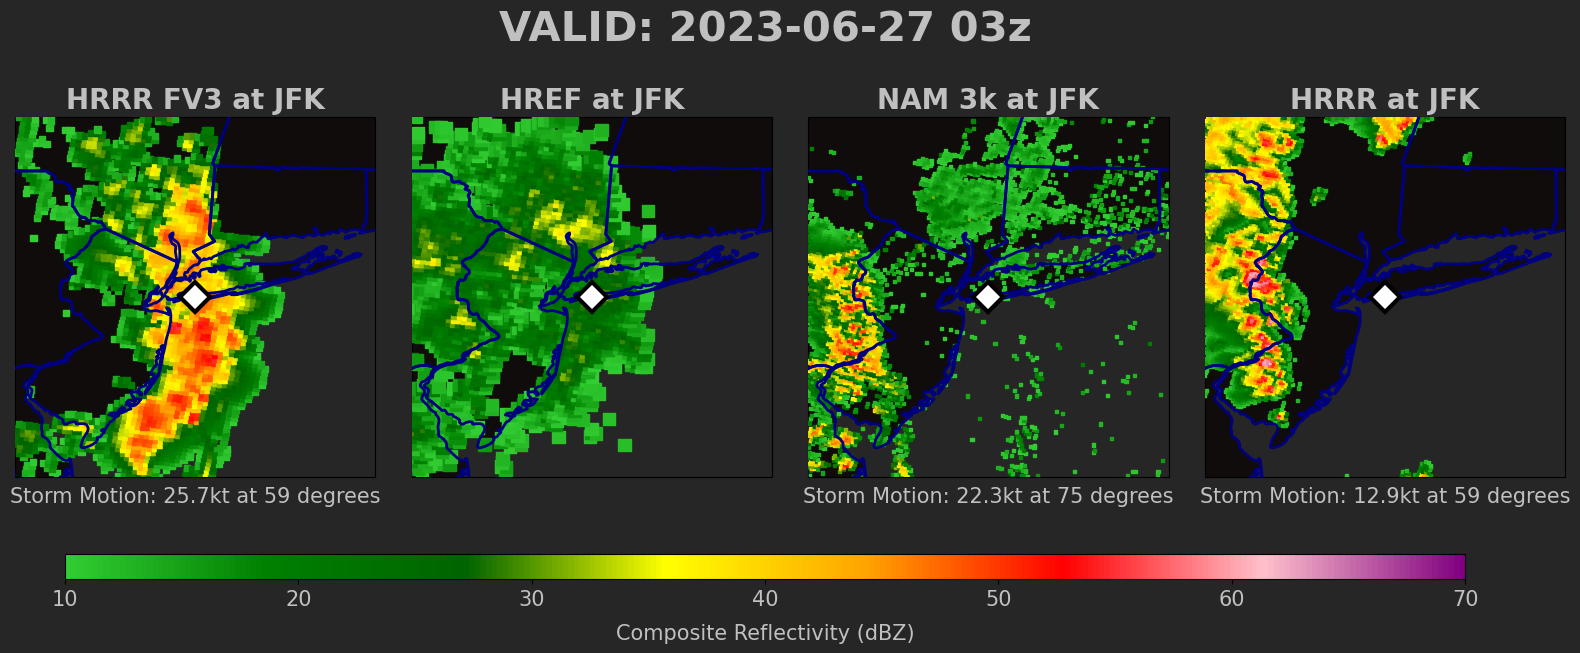 VALID: 2023-06-27 03z
HRRR FV3 at JFK
HREF at JFK
NAM 3k at JFK
HRRR at JFK
Storm Motion: 25.7kt at 59 degrees
Storm Motion: 22.3kt at 75 degrees
Storm Motion: 12.9kt at 59 degrees
10 20 30 40 50 60 70
Composite Reflectivity (dBZ)